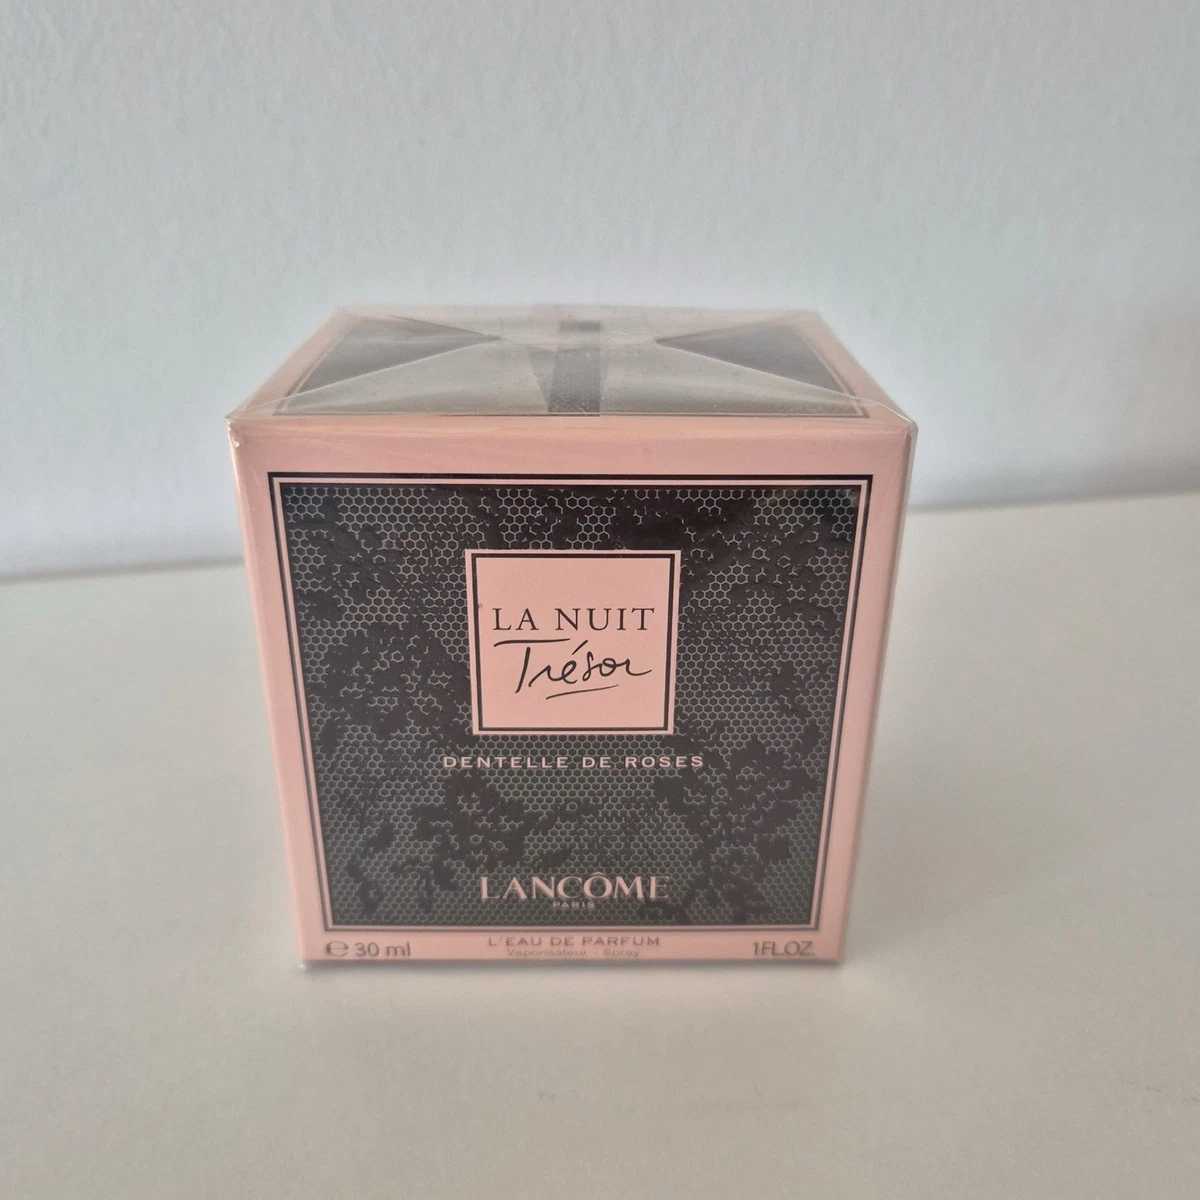 LA NUIT
Trésor
DENTELLE DE ROSES
LANCÔME
PARIS
L'EAU DE PARFUM
℮ 30 ml
Vaporisateur - Spray
1FL.OZ.